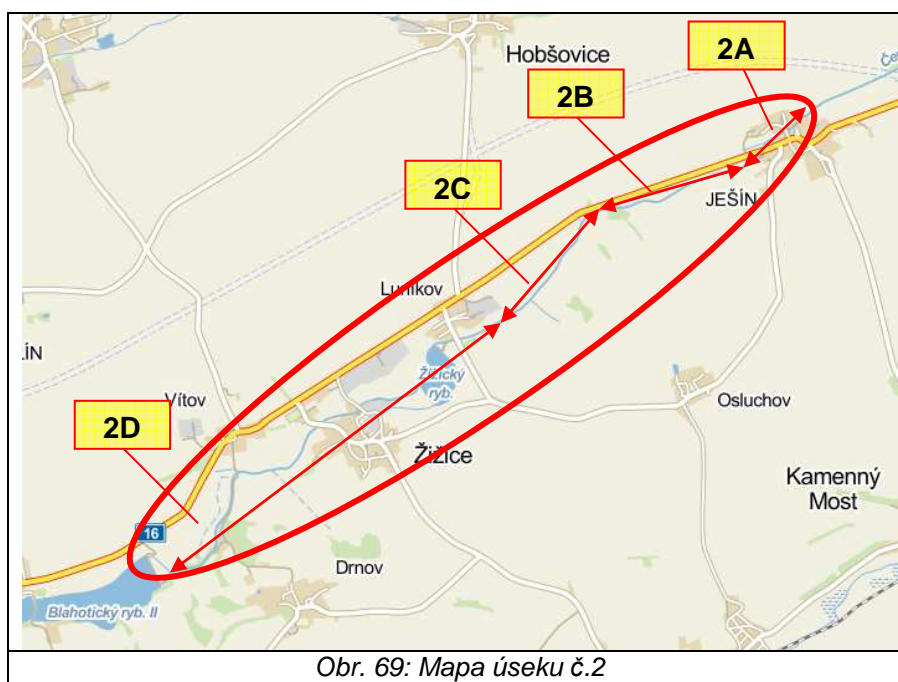 Hobšovice
2A
2B
JEŠÍN
2C
Luníkov
ÍN
Žižický
ryb.
Osluchov
Vítov
2D
Žižice
Kamenný
Most
16
Drnov
Blahotický ryb. II
Obr. 69: Mapa úseku č.2